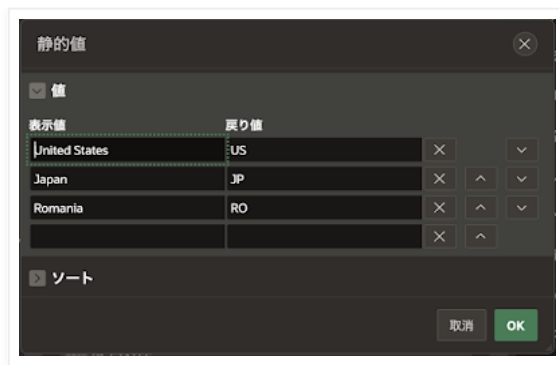 静的値
値
表示値 戻り値
United States US
Japan JP
Romania RO
ソート
取消 OK